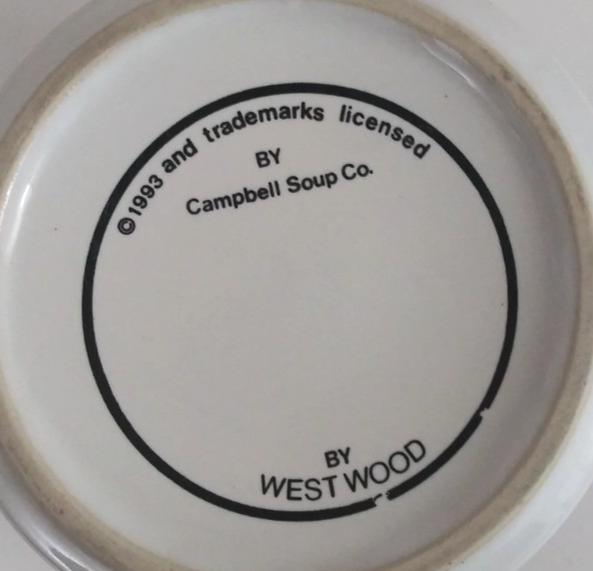 ©1993 and trademarks licensed
BY
Campbell Soup Co.
BY
WEST WOOD